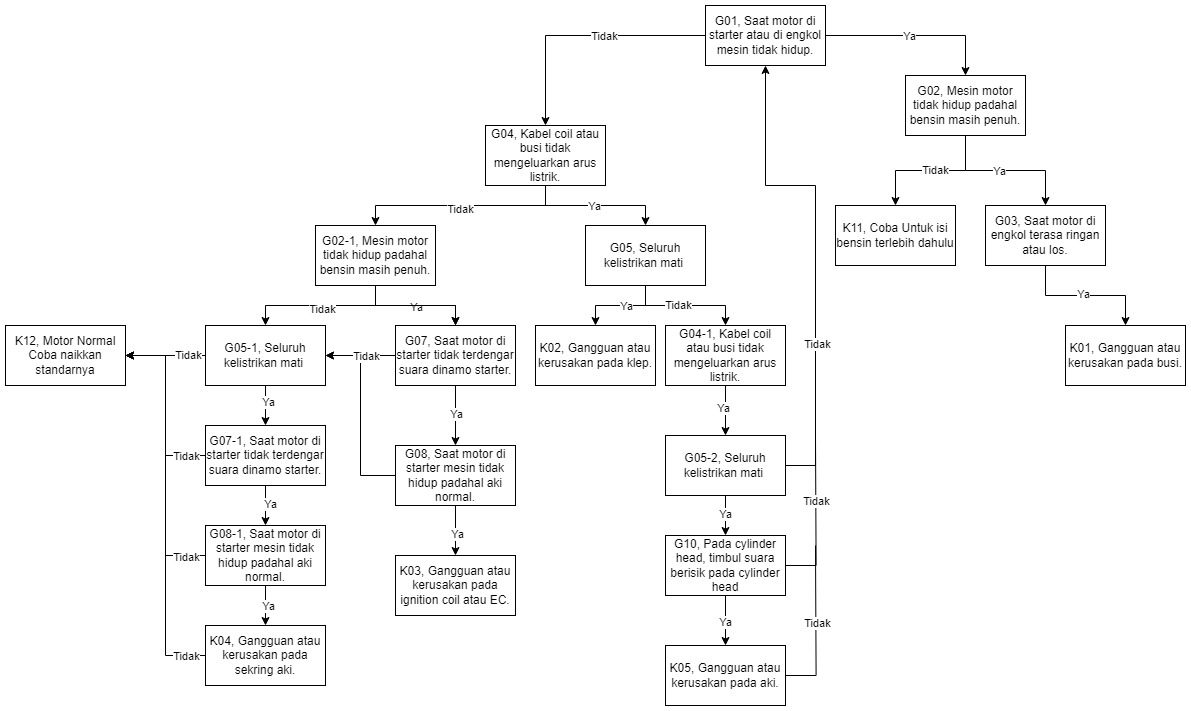 G01, Saat motor di
starter atau di engkol
mesin tidak hidup.
Tidak
Ya
G02, Mesin motor
tidak hidup padahal
bensin masih penuh.
G04, Kabel coil atau
busi tidak
mengeluarkan arus
listrik.
Tidak
Ya
Tidak
Ya
K11, Coba Untuk isi
bensin terlebih dahulu
G03, Saat motor di
engkol terasa ringan
atau los.
G02-1, Mesin motor
tidak hidup padahal
bensin masih penuh.
G05, Seluruh
kelistrikan mati
Tidak
Ya
Ya
Tidak
Ya
K12, Motor Normal
Coba naikkan
standarnya
Tidak
G05-1, Seluruh
kelistrikan mati
Tidak
G07, Saat motor di
starter tidak terdengar
suara dinamo starter.
K02, Gangguan atau
kerusakan pada klep.
G04-1, Kabel coil
atau busi tidak
mengeluarkan arus
listrik.
Tidak
K01, Gangguan atau
kerusakan pada busi.
Ya
Ya
Ya
Tidak
G07-1, Saat motor di
starter tidak terdengar
suara dinamo starter.
G08, Saat motor di
starter mesin tidak
hidup padahal aki
normal.
G05-2, Seluruh
kelistrikan mati
Ya
Ya
Ya
Tidak
Tidak
G08-1, Saat motor di
starter mesin tidak
hidup padahal aki
normal.
K03, Gangguan atau
kerusakan pada
ignition coil atau EC.
G10, Pada cylinder
head, timbul suara
berisik pada cylinder
head
Ya
Ya
Tidak
Tidak
K04, Gangguan atau
kerusakan pada
sekring aki.
K05, Gangguan atau
kerusakan pada aki.